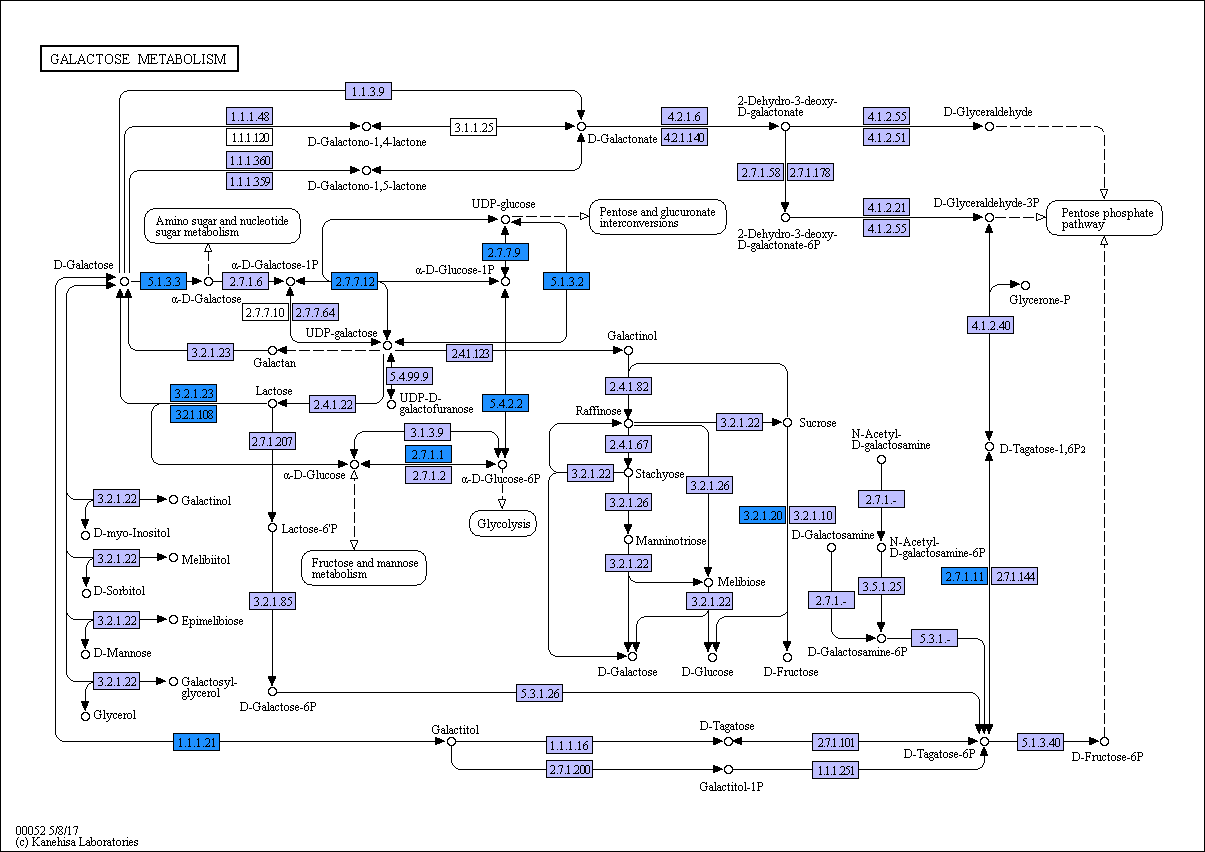 GALACTOSE METABOLISM
1.1.3.9
1.1.1.48
1.1.1.120
D-Galactono-1,4-lactone
3.1.1.25
D-Galactonate
4.2.1.6
4.2.1.140
2-Dehydro-3-deoxy-
D-galactonate
4.1.2.55
4.1.2.51
D-Glyceraldehyde
1.1.1.360
1.1.1.359
D-Galactono-1,5-lactone
2.7.1.58
2.7.1.178
Amino sugar and nucleotide
sugar metabolism
UDP-glucose
Pentose and glucuronate
interconversions
2-Dehydro-3-deoxy-
D-galactonate-6P
4.1.2.21
4.1.2.55
D-Glyceraldehyde-3P
Pentose phosphate
pathway
D-Galactose
5.1.3.3
α-D-Galactose
2.7.1.6
α-D-Galactose-1P
2.7.7.12
α-D-Glucose-1P
2.7.7.9
5.1.3.2
Glycerone-P
2.7.7.10
2.7.7.64
UDP-galactose
4.1.2.40
3.2.1.23
Galactan
2.4.1.123
Galactinol
5.4.99.9
UDP-D-
galactofuranose
3.2.1.23
3.2.1.108
Lactose
2.4.1.22
5.4.2.2
2.4.1.82
Raffinose
3.2.1.22
Sucrose
2.7.1.207
3.1.3.9
2.7.1.1
2.7.1.2
α-D-Glucose
α-D-Glucose-6P
2.4.1.67
3.2.1.22
Stachyose
3.2.1.26
N-Acetyl-
D-galactosamine
D-Tagatose-1,6P2
3.2.1.22
Galactinol
D-myo-Inositol
Lactose-6'P
Glycolysis
3.2.1.26
Manninotriose
3.2.1.20
3.2.1.10
2.7.1.-
D-Galactosamine
N-Acetyl-
D-galactosamine-6P
3.2.1.22
Melibiitol
D-Sorbitol
Fructose and mannose
metabolism
3.2.1.22
Melibiose
2.7.1.11
2.7.1.144
3.2.1.85
3.2.1.22
2.7.1.-
3.5.1.25
3.2.1.22
Epimelibiose
D-Mannose
D-Galactose
D-Glucose
D-Fructose
D-Galactosamine-6P
5.3.1.-
3.2.1.22
Galactosyl-
glycerol
Glycerol
D-Galactose-6P
5.3.1.26
1.1.1.21
Galactitol
1.1.1.16
D-Tagatose
2.7.1.101
D-Tagatose-6P
5.1.3.40
D-Fructose-6P
2.7.1.200
Galactitol-1P
1.1.1.251
00052 5/8/17
(c) Kanehisa Laboratories